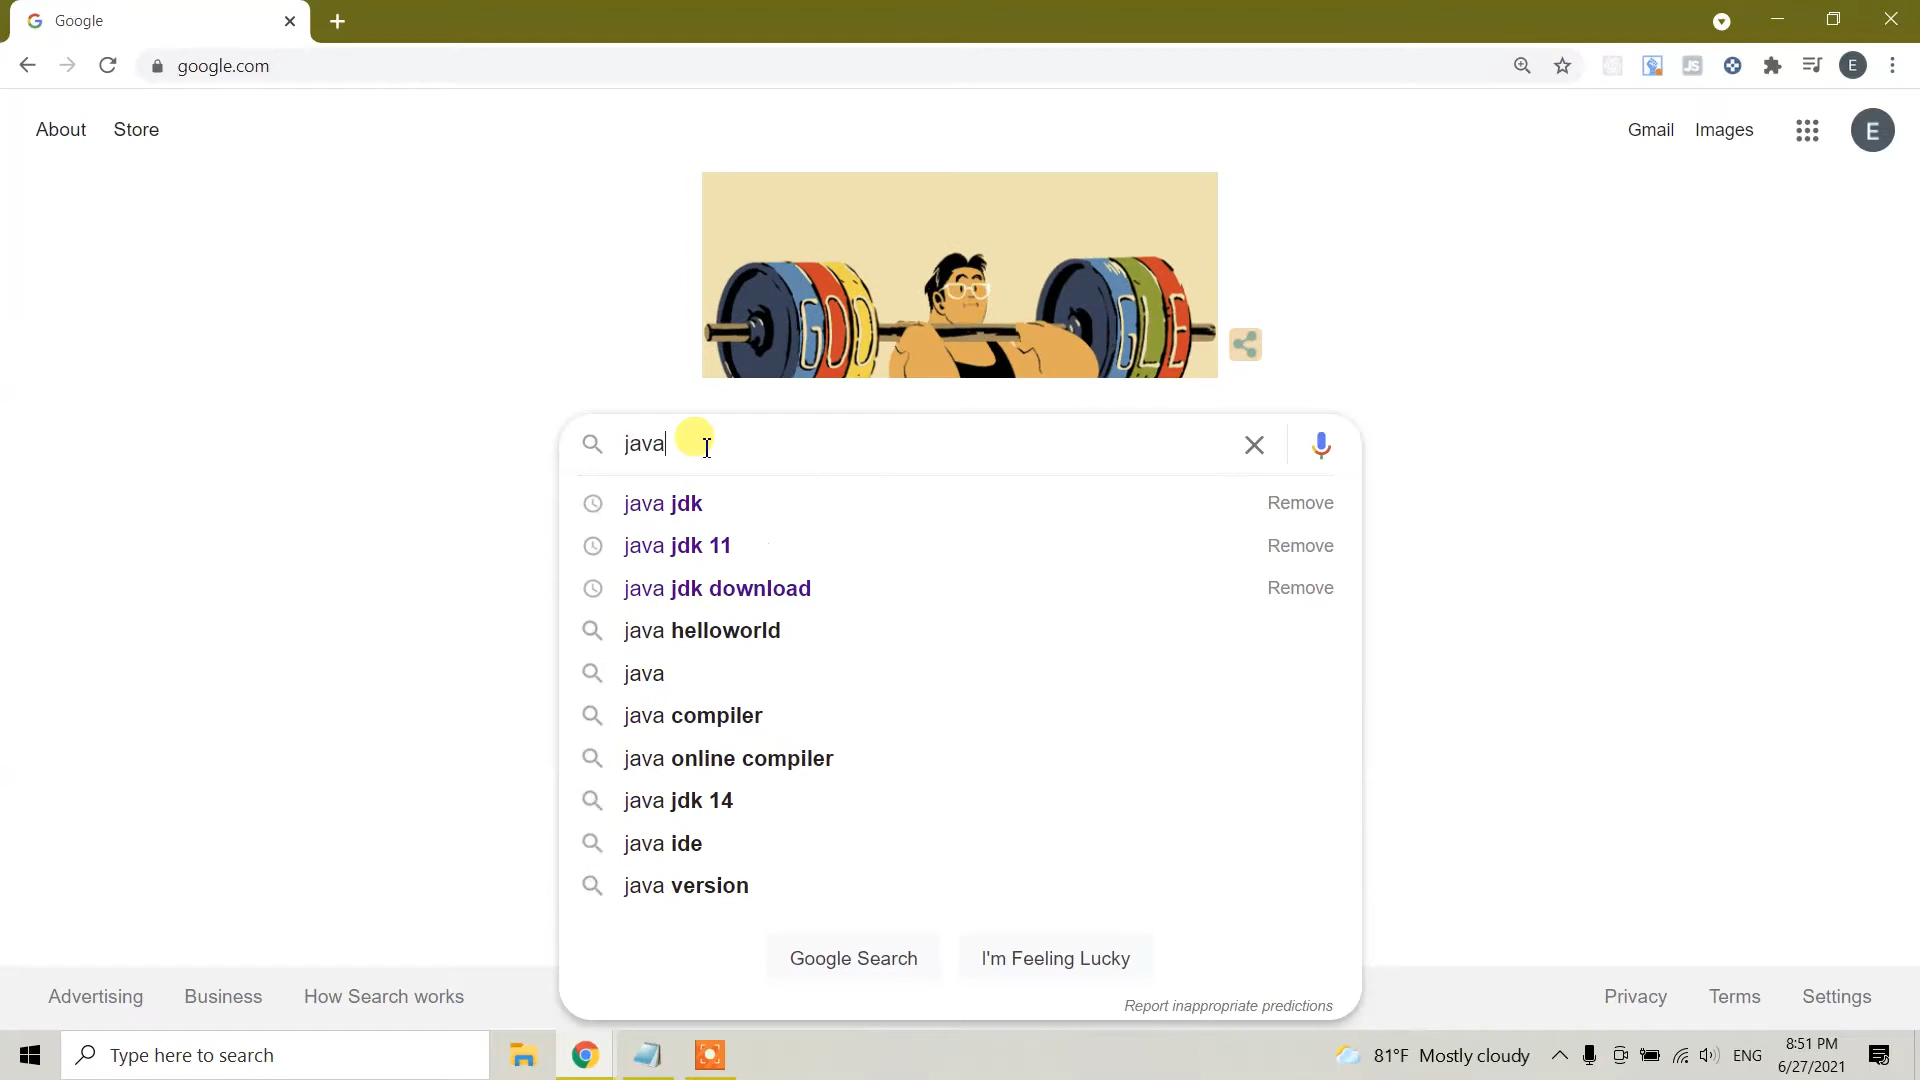 Google
google.com
E
About
Store
Gmail
Images
E
GOO
GLE
java
java jdk
Remove
java jdk 11
Remove
java jdk download
Remove
java helloworld
java
java compiler
java online compiler
java jdk 14
java ide
java version
Google Search
I'm Feeling Lucky
Report inappropriate predictions
Advertising
Business
How Search works
Privacy
Terms
Settings
Type here to search
81°F Mostly cloudy
ENG
8:51 PM
6/27/2021
JS